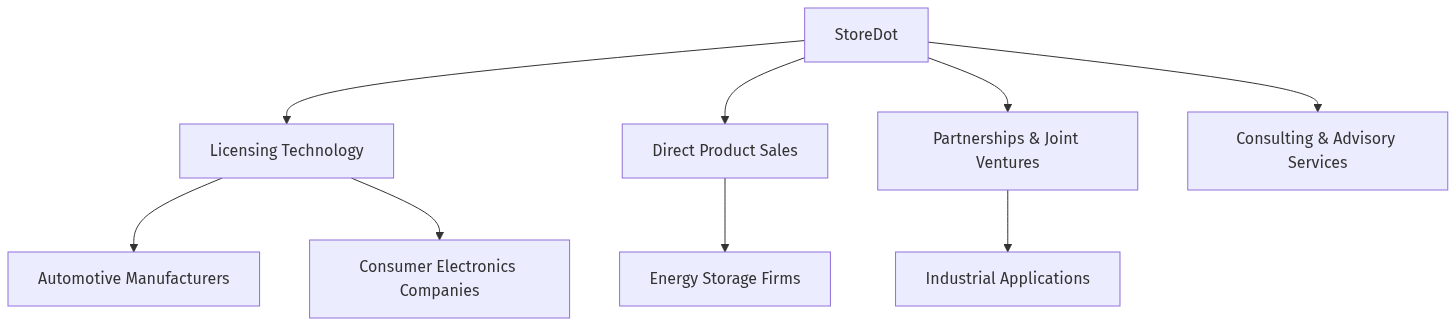 StoreDot
Licensing Technology
Direct Product Sales
Partnerships & Joint
Ventures
Consulting & Advisory
Services
Automotive Manufacturers
Consumer Electronics
Companies
Energy Storage Firms
Industrial Applications